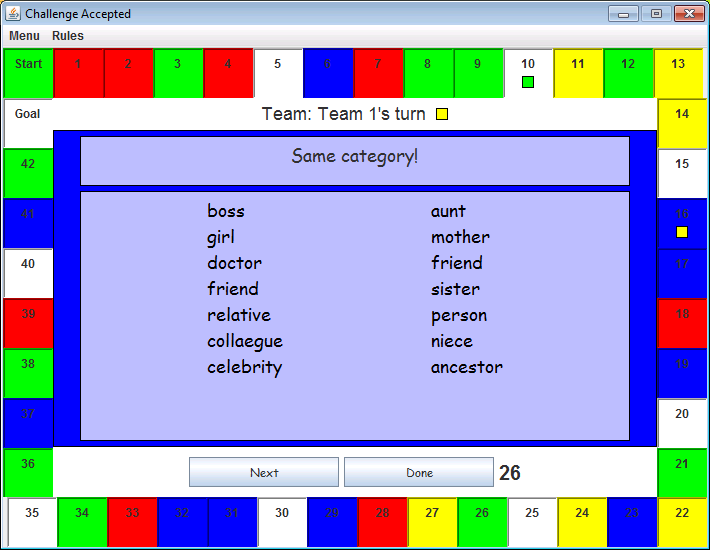 Challenge Accepted
Menu Rules
Start 1 2 3 4 5 6 7 8 9 10 11 12 13
Goal Team: Team 1's turn 14
Same category! 15
42 boss aunt
41 girl mother 16
40 doctor friend 17
friend sister
39 relative person 18
38 collaegue niece 19
celebrity ancestor
37 20
36 Next Done 26 21
35 34 33 32 31 30 29 28 27 26 25 24 23 22